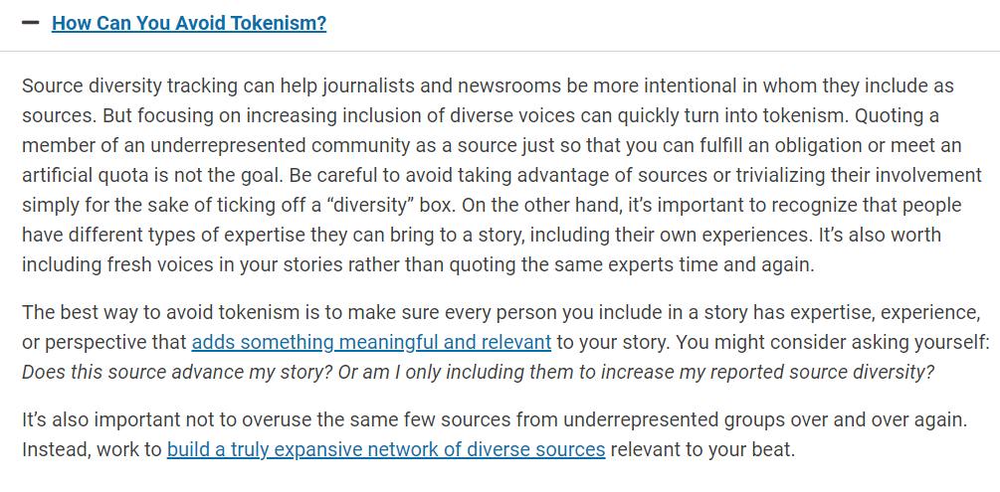 How Can You Avoid Tokenism?
Source diversity tracking can help journalists and newsrooms be more intentional in whom they include as
sources. But focusing on increasing inclusion of diverse voices can quickly turn into tokenism. Quoting a
member of an underrepresented community as a source just so that you can fulfill an obligation or meet an
artificial quota is not the goal. Be careful to avoid taking advantage of sources or trivializing their involvement
simply for the sake of ticking off a “diversity” box. On the other hand, it’s important to recognize that people
have different types of expertise they can bring to a story, including their own experiences. It’s also worth
including fresh voices in your stories rather than quoting the same experts time and again.
The best way to avoid tokenism is to make sure every person you include in a story has expertise, experience,
or perspective that adds something meaningful and relevant to your story. You might consider asking yourself:
Does this source advance my story? Or am I only including them to increase my reported source diversity?
It’s also important not to overuse the same few sources from underrepresented groups over and over again.
Instead, work to build a truly expansive network of diverse sources relevant to your beat.